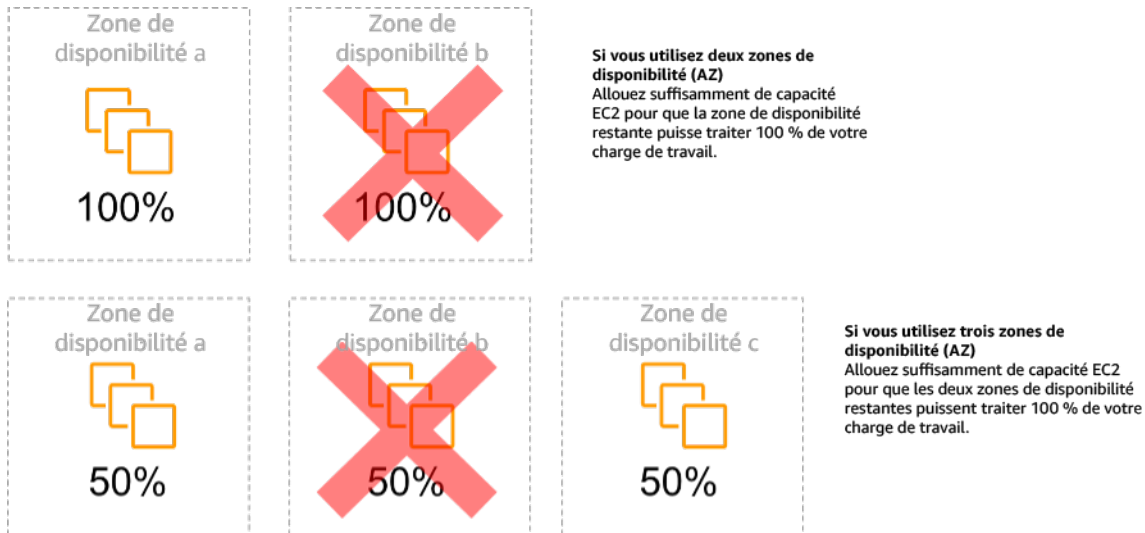 Zone de
disponibilité a
100%
Zone de
disponibilité b
100%
Si vous utilisez deux zones de
disponibilité (AZ)
Allouez suffisamment de capacité
EC2 pour que la zone de disponibilité
restante puisse traiter 100 % de votre
charge de travail.
Zone de
disponibilité a
50%
Zone de
disponibilité b
50%
Zone de
disponibilité c
50%
Si vous utilisez trois zones de
disponibilité (AZ)
Allouez suffisamment de capacité EC2
pour que les deux zones de disponibilité
restantes puissent traiter 100 % de votre
charge de travail.